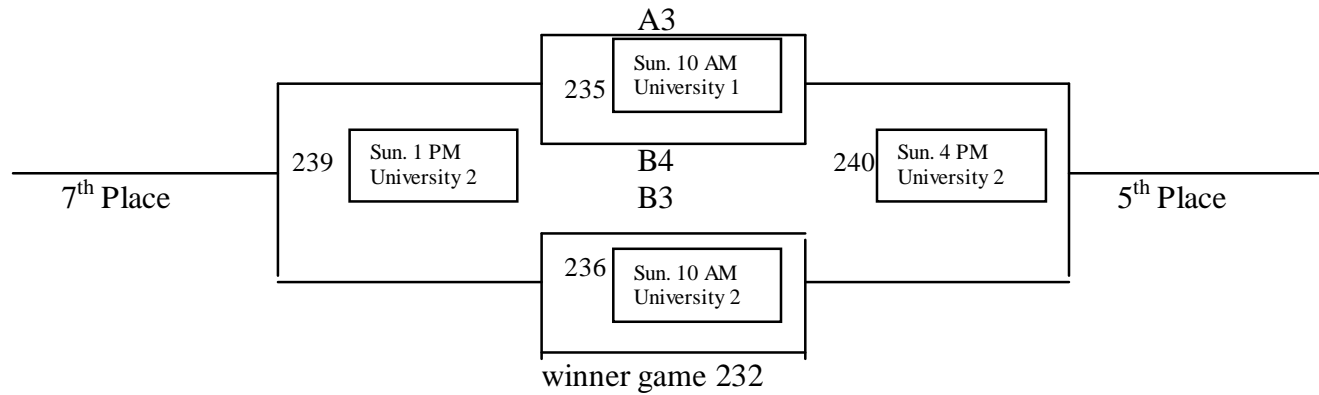 A3
Sun. 10 AM
University 1
235
239
Sun. 1 PM
University 2
B4
B3
240
Sun. 4 PM
University 2
7th Place
5th Place
236
Sun. 10 AM
University 2
winner game 232